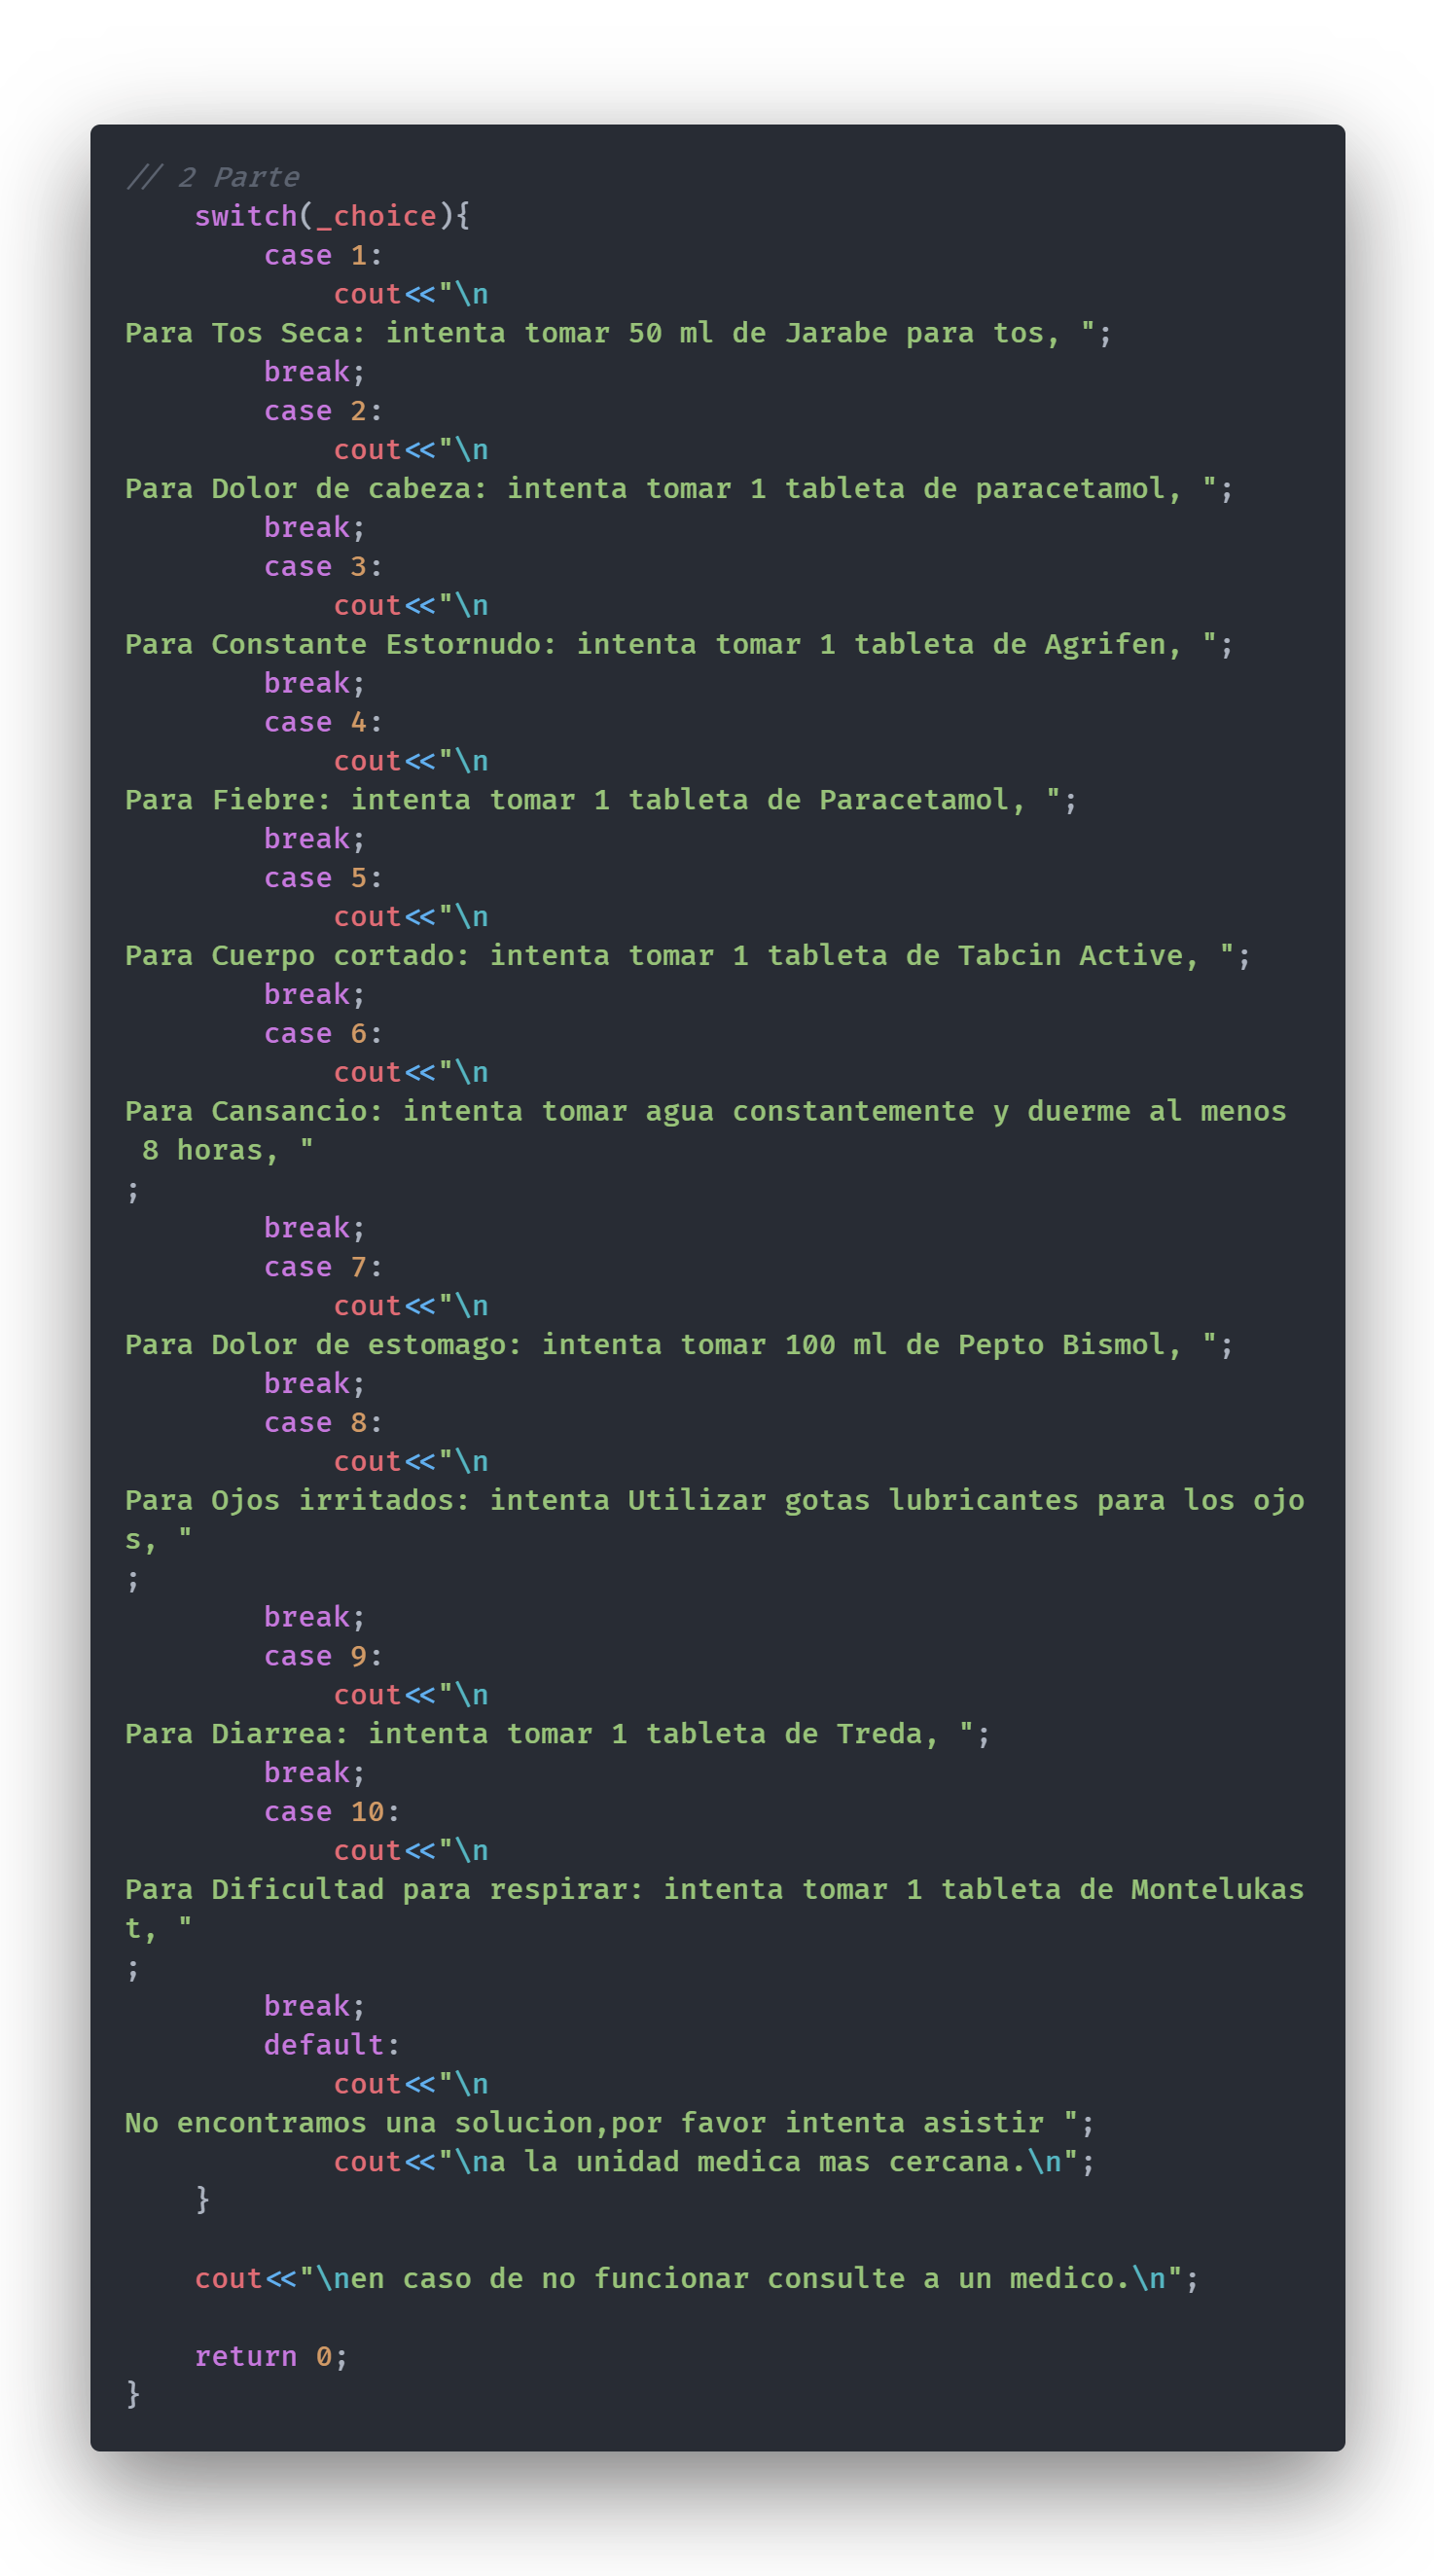 // 2 Parte
    switch(_choice){
        case 1:
            cout<<"\n
Para Tos Seca: intenta tomar 50 ml de Jarabe para tos, ";
        break;
        case 2:
            cout<<"\n
Para Dolor de cabeza: intenta tomar 1 tableta de paracetamol, ";
        break;
        case 3:
            cout<<"\n
Para Constante Estornudo: intenta tomar 1 tableta de Agrifen, ";
        break;
        case 4:
            cout<<"\n
Para Fiebre: intenta tomar 1 tableta de Paracetamol, ";
        break;
        case 5:
            cout<<"\n
Para Cuerpo cortado: intenta tomar 1 tableta de Tabcin Active, ";
        break;
        case 6:
            cout<<"\n
Para Cansancio: intenta tomar agua constantemente y duerme al menos
 8 horas, "
;
        break;
        case 7:
            cout<<"\n
Para Dolor de estomago: intenta tomar 100 ml de Pepto Bismol, ";
        break;
        case 8:
            cout<<"\n
Para Ojos irritados: intenta Utilizar gotas lubricantes para los ojo
s, "
;
        break;
        case 9:
            cout<<"\n
Para Diarrea: intenta tomar 1 tableta de Treda, ";
        break;
        case 10:
            cout<<"\n
Para Dificultad para respirar: intenta tomar 1 tableta de Montelukas
t, "
;
        break;
        default:
            cout<<"\n
No encontramos una solucion,por favor intenta asistir ";
            cout<<"\na la unidad medica mas cercana.\n";
    }

    cout<<"\nen caso de no funcionar consulte a un medico.\n";

    return 0;
}